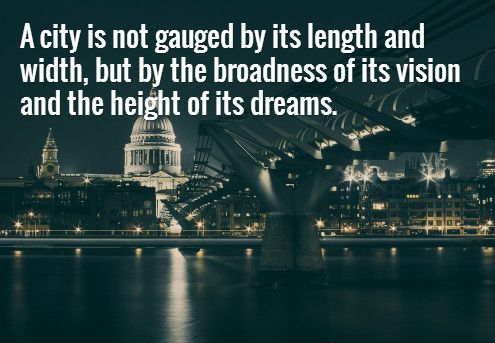 A city is not gauged by its length and
width, but by the broadness of its vision
and the height of its dreams.